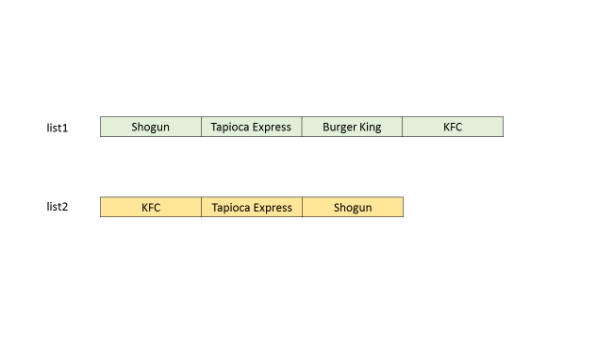 list1 Shogun Tapioca Express Burger King KFC
list2 KFC Tapioca Express Shogun